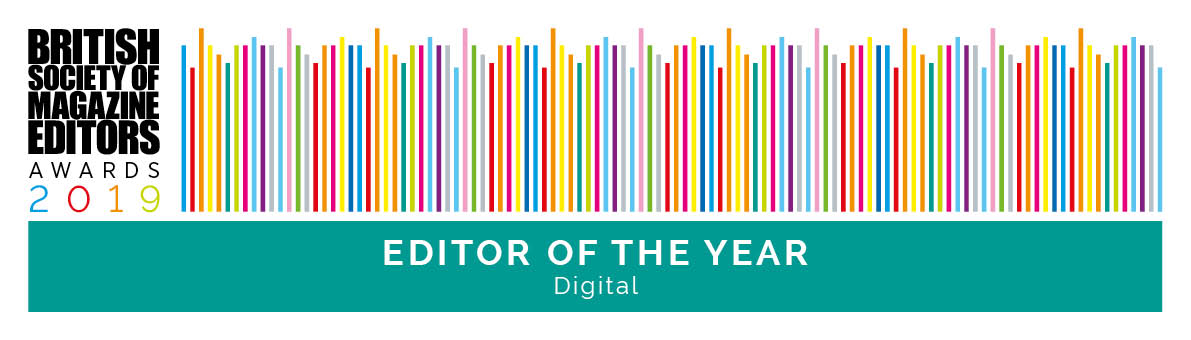 BRITISH
SOCIETY OF
MAGAZINE
EDITORS
AWARDS
2019
EDITOR OF THE YEAR
Digital